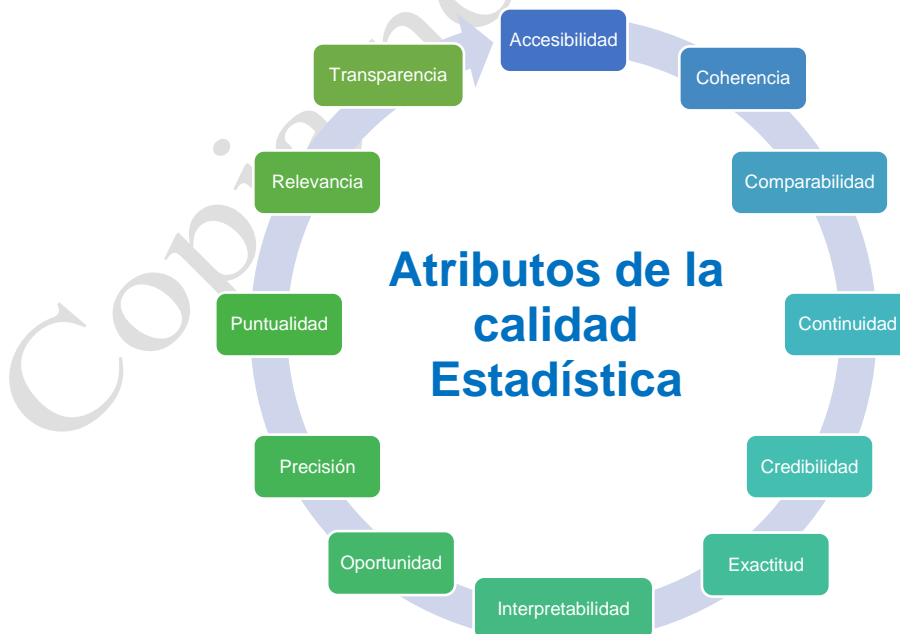 Accesibilidad
Coherencia
Comparabilidad
Continuidad
Credibilidad
Exactitud
Interpretabilidad
Oportunidad
Precisión
Puntualidad
Relevancia
Transparencia
Atributos de la
calidad
Estadística